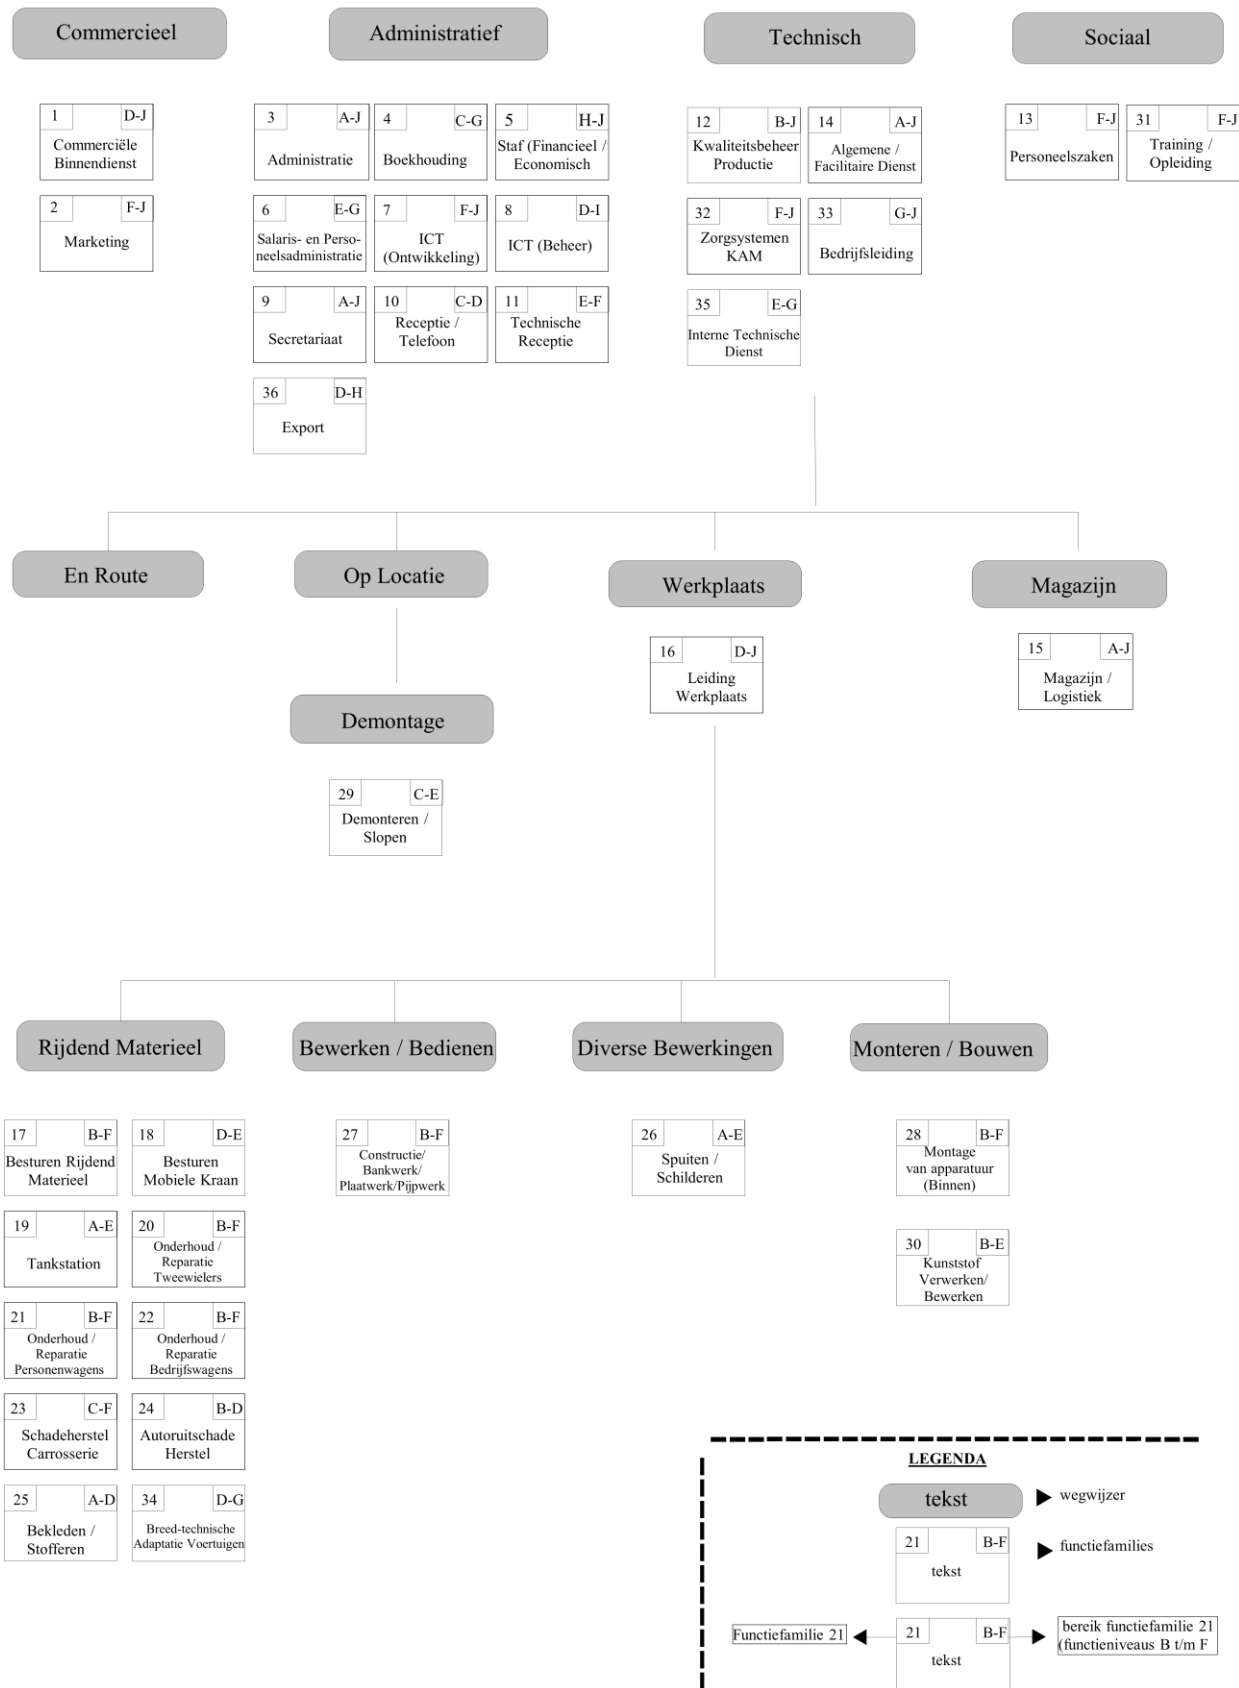 Commercieel
Administratief
Technisch
Sociaal
1
D-J
Commerciële
Binnendienst
3
A-J
Administratie
4
C-G
Boekhouding
5
H-J
Staf (Financieel /
Economisch
12
B-J
Kwaliteitsbeheer
Productie
14
A-J
Algemene /
Facilitaire Dienst
13
F-J
Personeelszaken
31
F-J
Training /
Opleiding
2
F-J
Marketing
6
E-G
Salaris- en Perso-
neelsadministratie
7
F-J
ICT
(Ontwikkeling)
8
D-I
ICT (Beheer)
32
F-J
Zorgsystemen
KAM
33
G-J
Bedrijfsleiding
9
A-J
Secretariaat
10
C-D
Receptie /
Telefoon
11
E-F
Technische
Receptie
35
E-G
Interne Technische
Dienst
36
D-H
Export
En Route
Op Locatie
Werkplaats
Magazijn
16
D-J
Leiding
Werkplaats
15
A-J
Magazijn /
Logistiek
Demontage
29
C-E
Demonteren /
Slopen
Rijdend Materieel
Bewerken / Bedienen
Diverse Bewerkingen
Monteren / Bouwen
17
B-F
Besturen Rijdend
Materieel
18
D-E
Besturen
Mobiele Kraan
27
B-F
Constructie/
Bankwerk/
Plaatwerk/Pijpwerk
26
A-E
Spuiten /
Schilderen
28
B-F
Montage
van apparatuur
(Binnen)
19
A-E
Tankstation
20
B-F
Onderhoud /
Reparatie
Tweewielers
30
B-E
Kunststof
Verwerken/
Bewerken
21
B-F
Onderhoud /
Reparatie
Personenwagens
22
B-F
Onderhoud /
Reparatie
Bedrijfswagens
23
C-F
Schadeherstel
Carrosserie
24
B-D
Autoruitschade
Herstel
25
A-D
Bekleden /
Stofferen
34
D-G
Breed-technische
Adaptatie Voertuigen
LEGENDA
tekst
wegwijzer
21
B-F
tekst
functiefamilies
Functiefamilie 21
21
B-F
tekst
bereik functiefamilie 21
(functieniveaus B t/m F